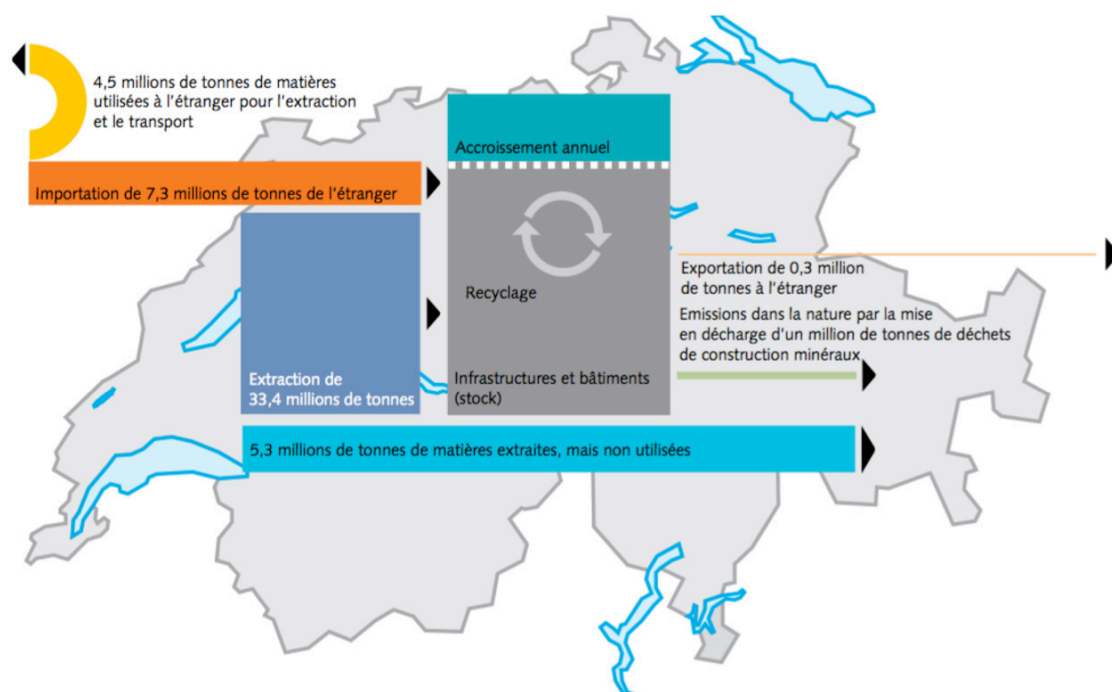 4,5 millions de tonnes de matières
utilisées à l'étranger pour l'extraction
et le transport
Accroissement annuel
Importation de 7,3 millions de tonnes de l'étranger
Recyclage
Exportation de 0,3 million
de tonnes à l'étranger
Emissions dans la nature par la mise
en décharge d'un million de tonnes de déchets
de construction minéraux
Extraction de
33,4 millions de tonnes
Infrastructures et bâtiments
(stock)
5,3 millions de tonnes de matières extraites, mais non utilisées